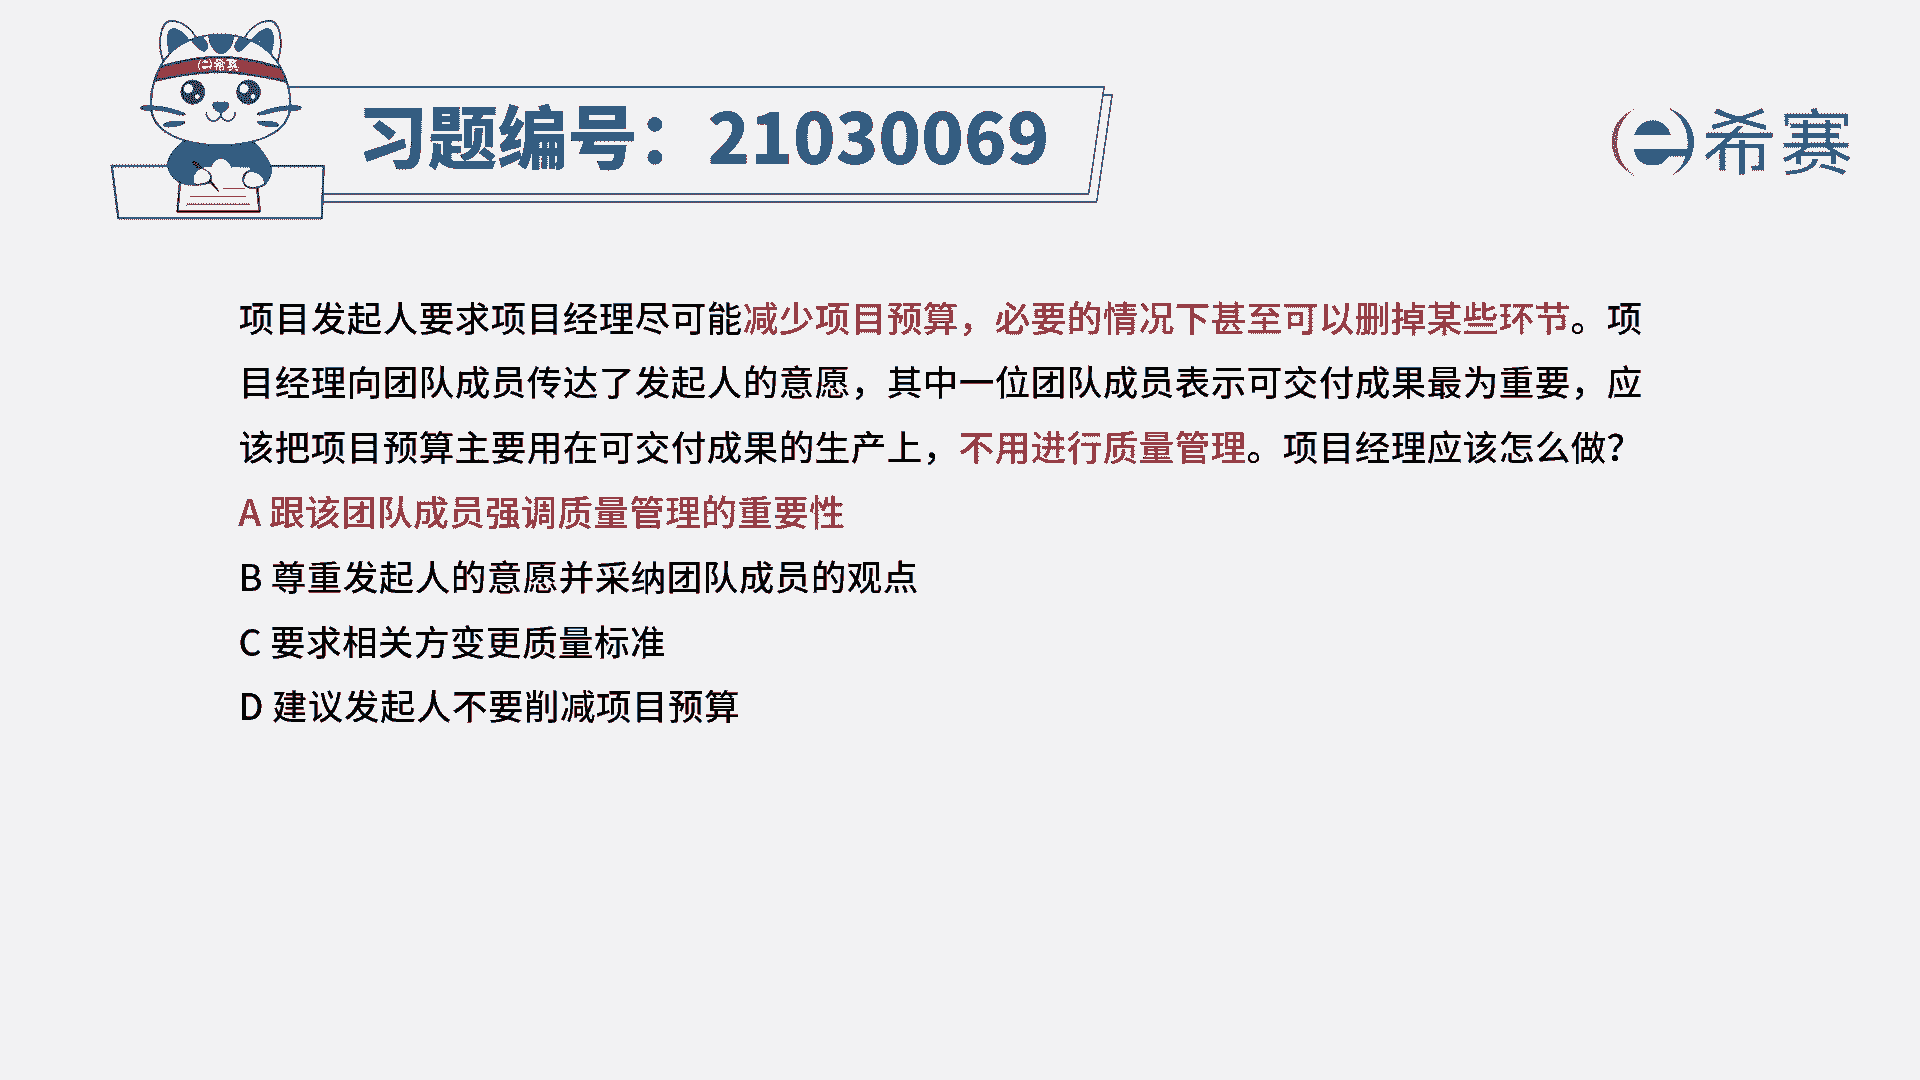 希赛
习题编号：21030069
希赛
项目发起人要求项目经理尽可能减少项目预算，必要的情况下甚至可以删掉某些环节。项
目经理向团队成员传达了发起人的意愿，其中一位团队成员表示可交付成果最为重要，应
该把项目预算主要用在可交付成果的生产上，不用进行质量管理。项目经理应该怎么做？
A 跟该团队成员强调质量管理的重要性
B 尊重发起人的意愿并采纳团队成员的观点
C 要求相关方变更质量标准
D 建议发起人不要削减项目预算